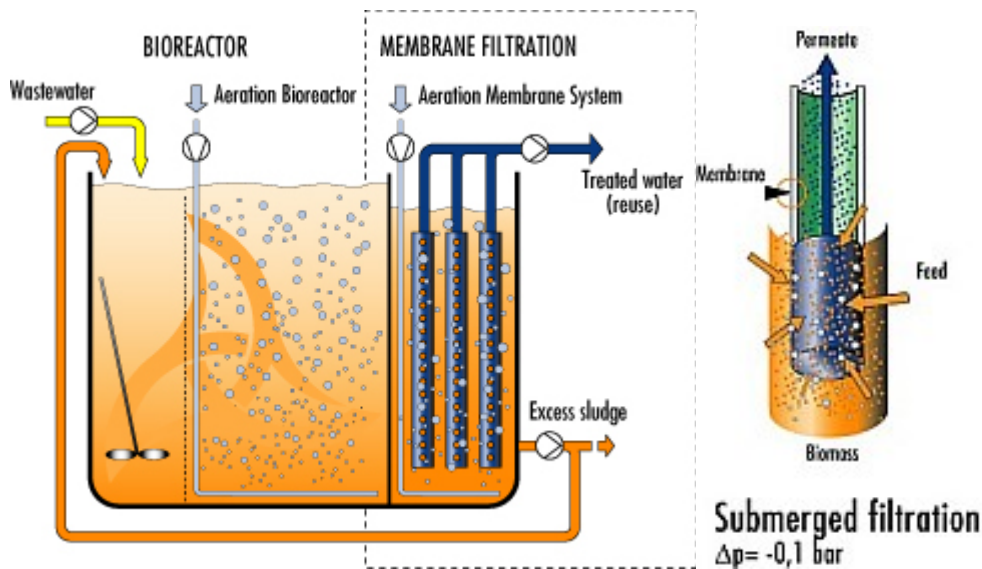 BIOREACTOR
MEMBRANE FILTRATION
Wastewater
Aeration Bioreactor
Aeration Membrane System
Treated water
(reuse)
Excess sludge
Permeate
Membrane
Feed
Biomass
Submerged filtration
Δp= -0,1 bar